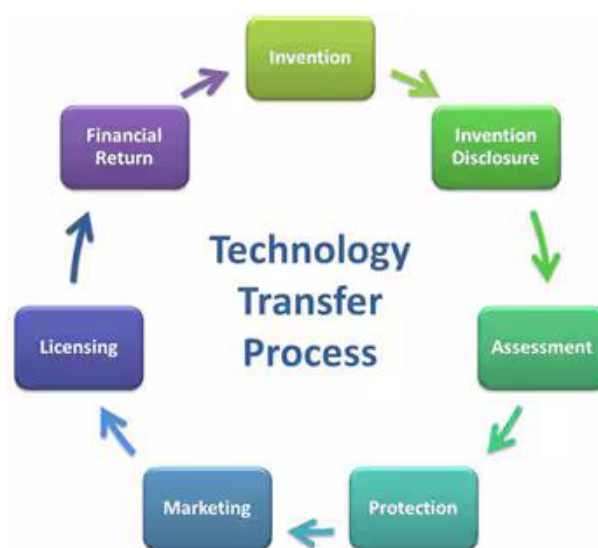 Invention
Invention
Disclosure
Assessment
Protection
Marketing
Licensing
Financial
Return
Technology
Transfer
Process